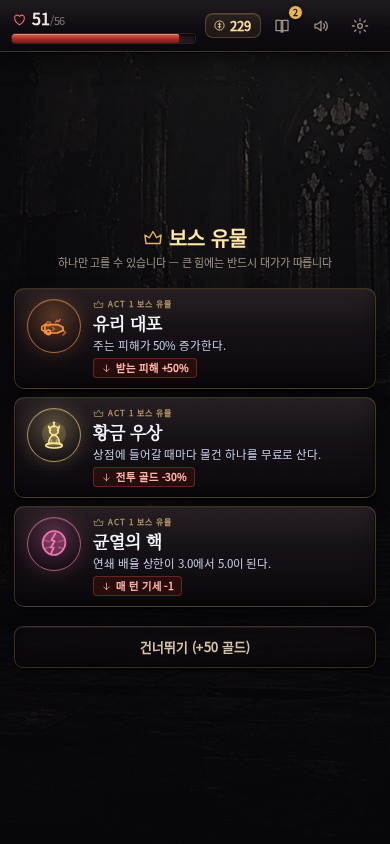 51/56
229
2
보스 유물
하나만 고를 수 있습니다 — 큰 힘에는 반드시 대가가 따릅니다
ACT 1 보스 유물
유리 대포
주는 피해가 50% 증가한다.
↓ 받는 피해 +50%
ACT 1 보스 유물
황금 우상
상점에 들어갈 때마다 물건 하나를 무료로 산다.
↓ 전투 골드 -30%
ACT 1 보스 유물
균열의 핵
연쇄 배율 상한이 3.0에서 5.0이 된다.
↓ 매 턴 기세 -1
건너뛰기 (+50 골드)